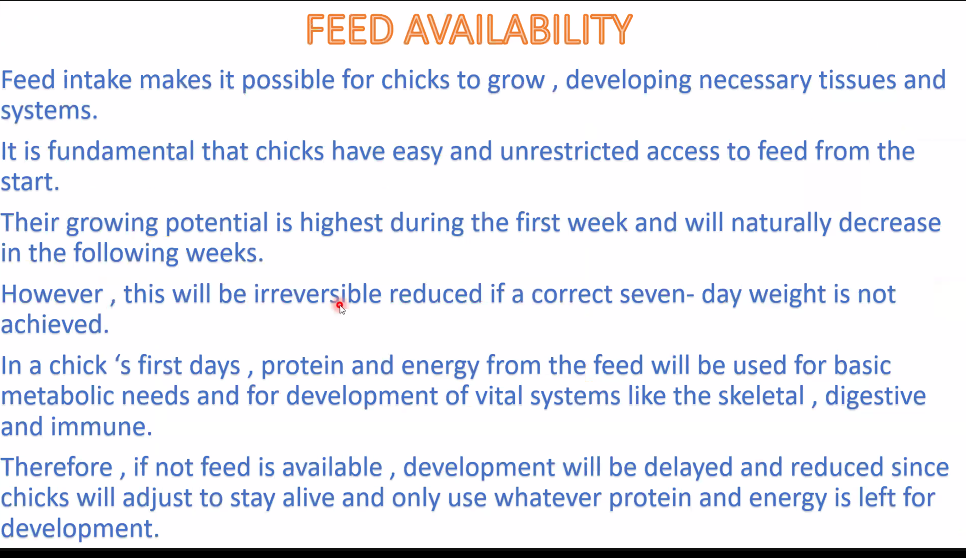 FEED AVAILABILITY
Feed intake makes it possible for chicks to grow , developing necessary tissues and
systems.
It is fundamental that chicks have easy and unrestricted access to feed from the
start.
Their growing potential is highest during the first week and will naturally decrease
in the following weeks.
However , this will be irreversible reduced if a correct seven- day weight is not
achieved.
In a chick ‘s first days , protein and energy from the feed will be used for basic
metabolic needs and for development of vital systems like the skeletal , digestive
and immune.
Therefore , if not feed is available , development will be delayed and reduced since
chicks will adjust to stay alive and only use whatever protein and energy is left for
development.